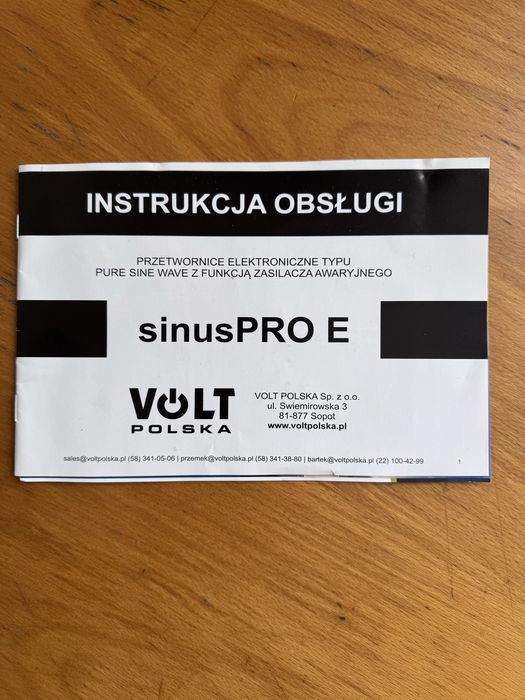 INSTRUKCJA OBSŁUGI
PRZETWORNICE ELEKTRONICZNE TYPU
PURE SINE WAVE Z FUNKCJĄ ZASILACZA AWARYJNEGO
sinusPRO E
VOLT
POLSKA
VOLT POLSKA Sp. z o.o.
ul. Swiemirowska 3
81-877 Sopot
www.voltpolska.pl
sales@voltpolska.pl (58) 341-05-06 | przemek@voltpolska.pl (58) 341-38-80 | bartek@voltpolska.pl (22) 100-42-99
1